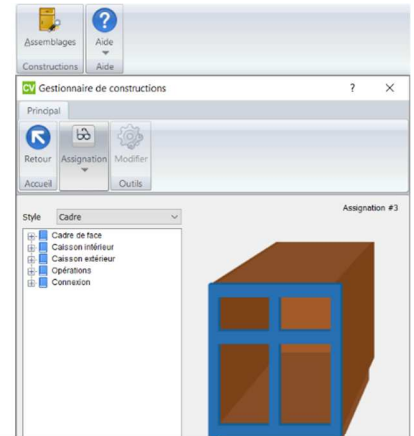 Assemblages Aide
Constructions Aide
CV Gestionnaire de constructions ? X
Principal
Retour Assignation Modifier
Accueil Outils
Assignation #3
Style Cadre
Cadre de face
Caisson intérieur
Caisson extérieur
Opérations
Connexion